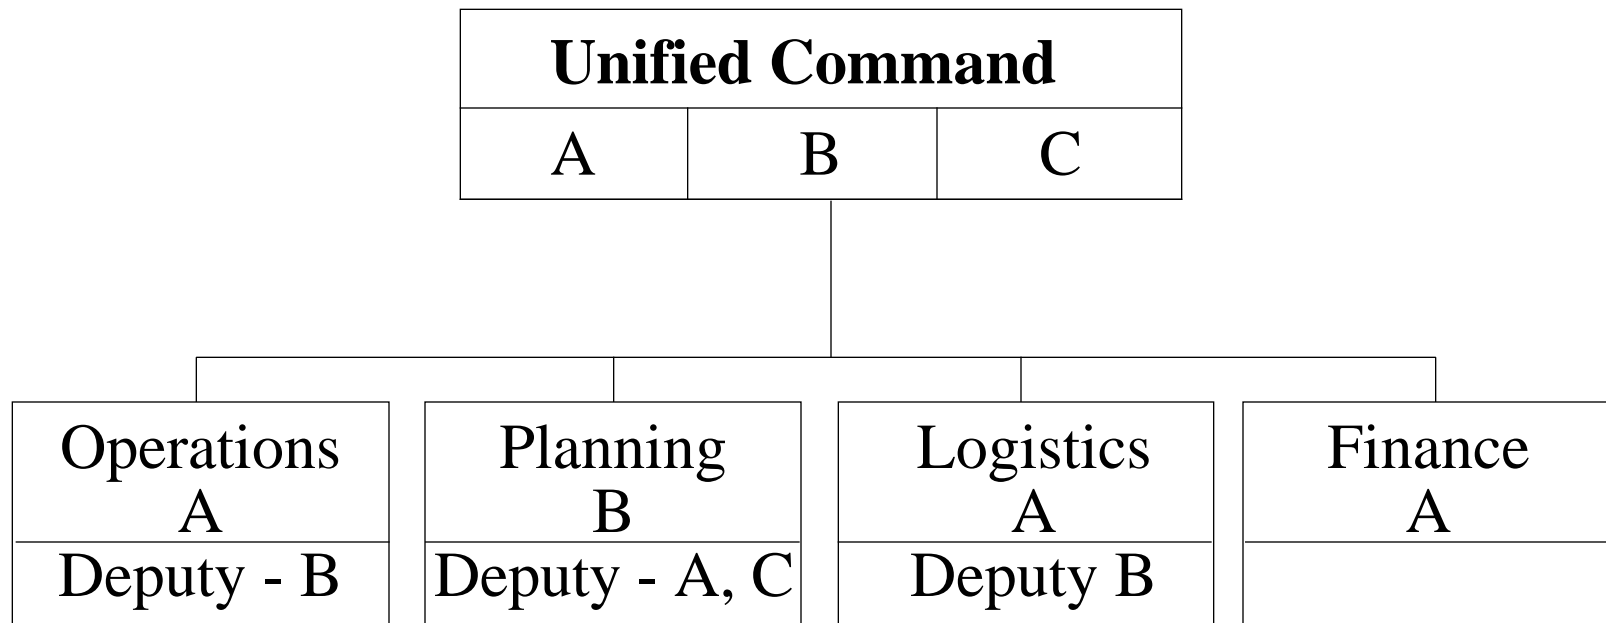 Unified Command
A B C
Operations
A
Deputy - B
Planning
B
Deputy - A, C
Logistics
A
Deputy B
Finance
A